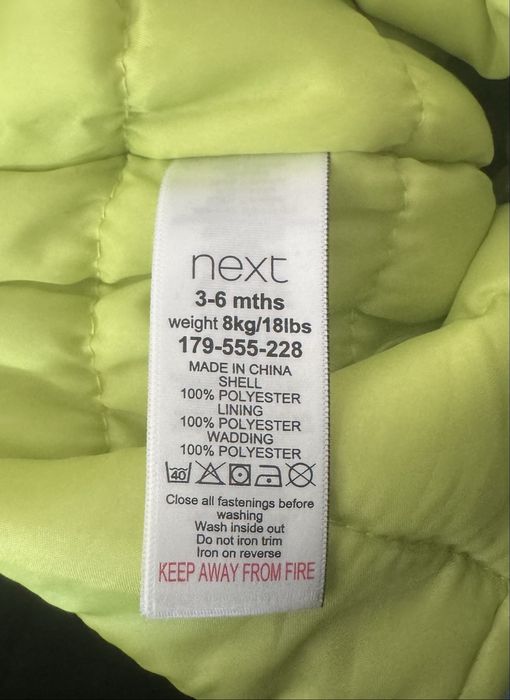 next
3-6 mths
weight 8kg/18lbs
179-555-228
MADE IN CHINA
SHELL
100% POLYESTER
LINING
100% POLYESTER
WADDING
100% POLYESTER
40
Close all fastenings before
washing
Wash inside out
Do not iron trim
Iron on reverse
KEEP AWAY FROM FIRE